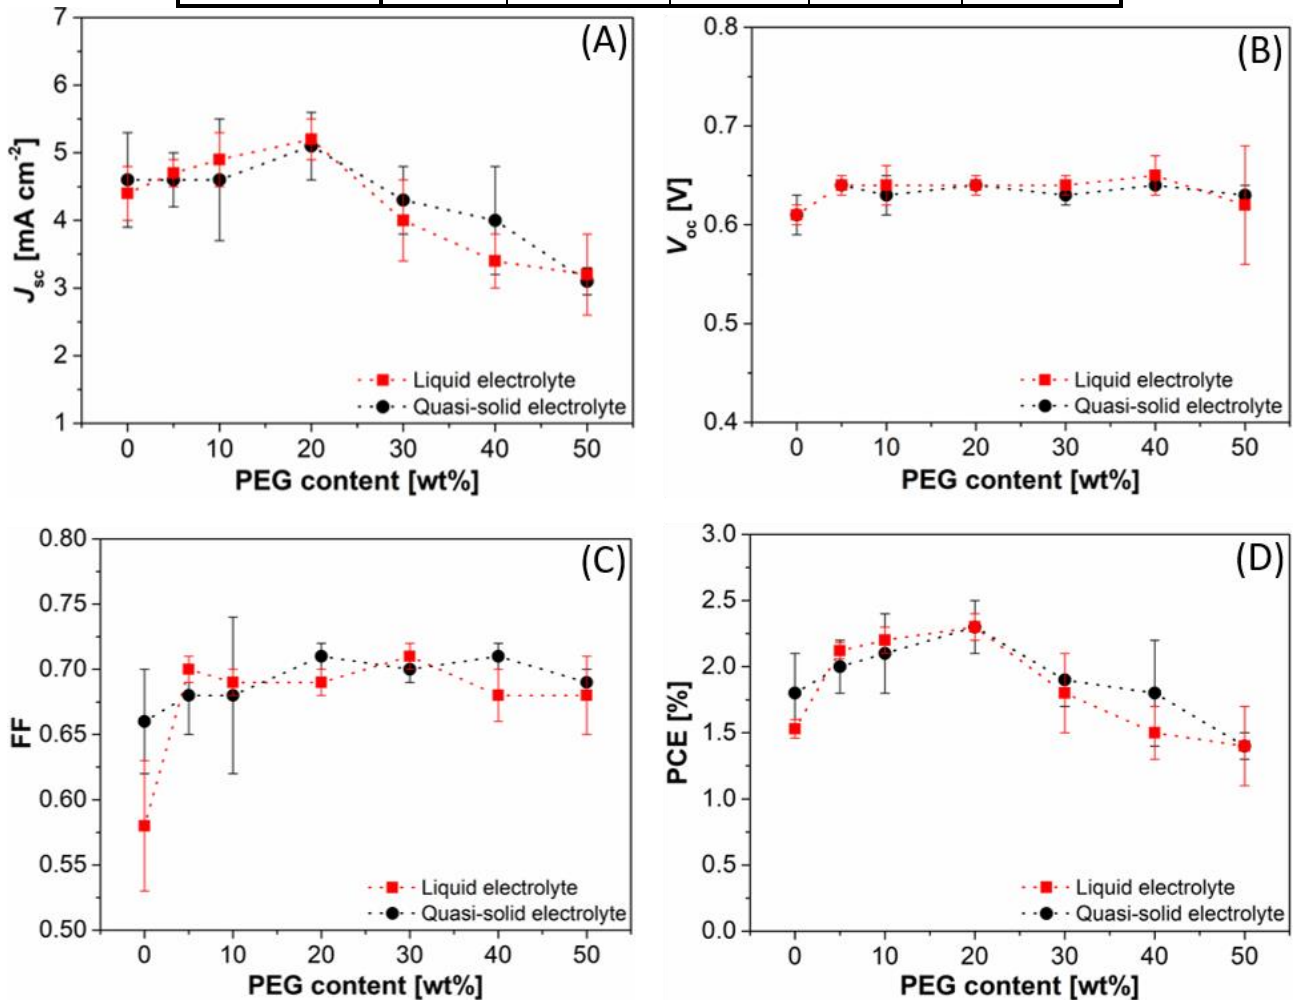 (A)
7
6
5
4
3
2
1
J_sc [mA cm^-2]
Liquid electrolyte
Quasi-solid electrolyte
0 10 20 30 40 50
PEG content [wt%]
(B)
0.8
0.7
0.6
0.5
0.4
V_oc [V]
Liquid electrolyte
Quasi-solid electrolyte
0 10 20 30 40 50
PEG content [wt%]
(C)
0.80
0.75
0.70
0.65
0.60
0.55
0.50
FF
Liquid electrolyte
Quasi-solid electrolyte
0 10 20 30 40 50
PEG content [wt%]
(D)
3.0
2.5
2.0
1.5
1.0
0.5
0.0
PCE [%]
Liquid electrolyte
Quasi-solid electrolyte
0 10 20 30 40 50
PEG content [wt%]